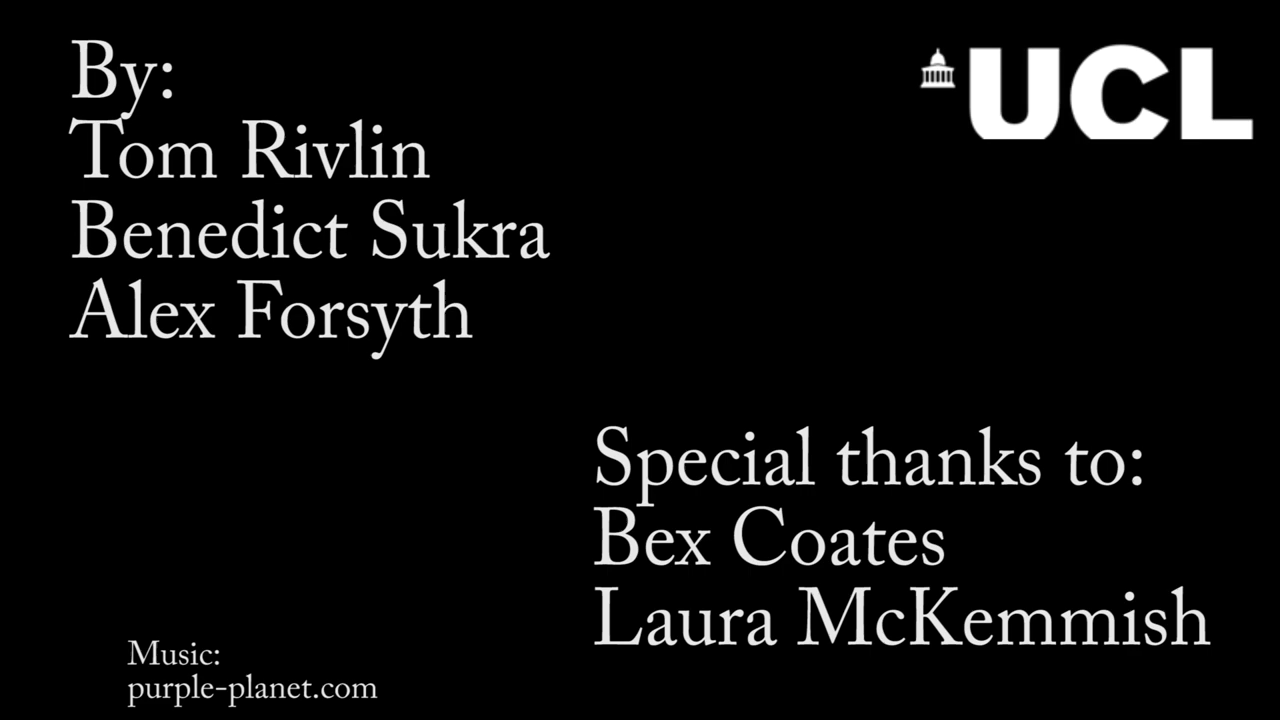 By:
Tom Rivlin
Benedict Sukra
Alex Forsyth
UCL
Special thanks to:
Bex Coates
Laura McKemmish
Music:
purple-planet.com